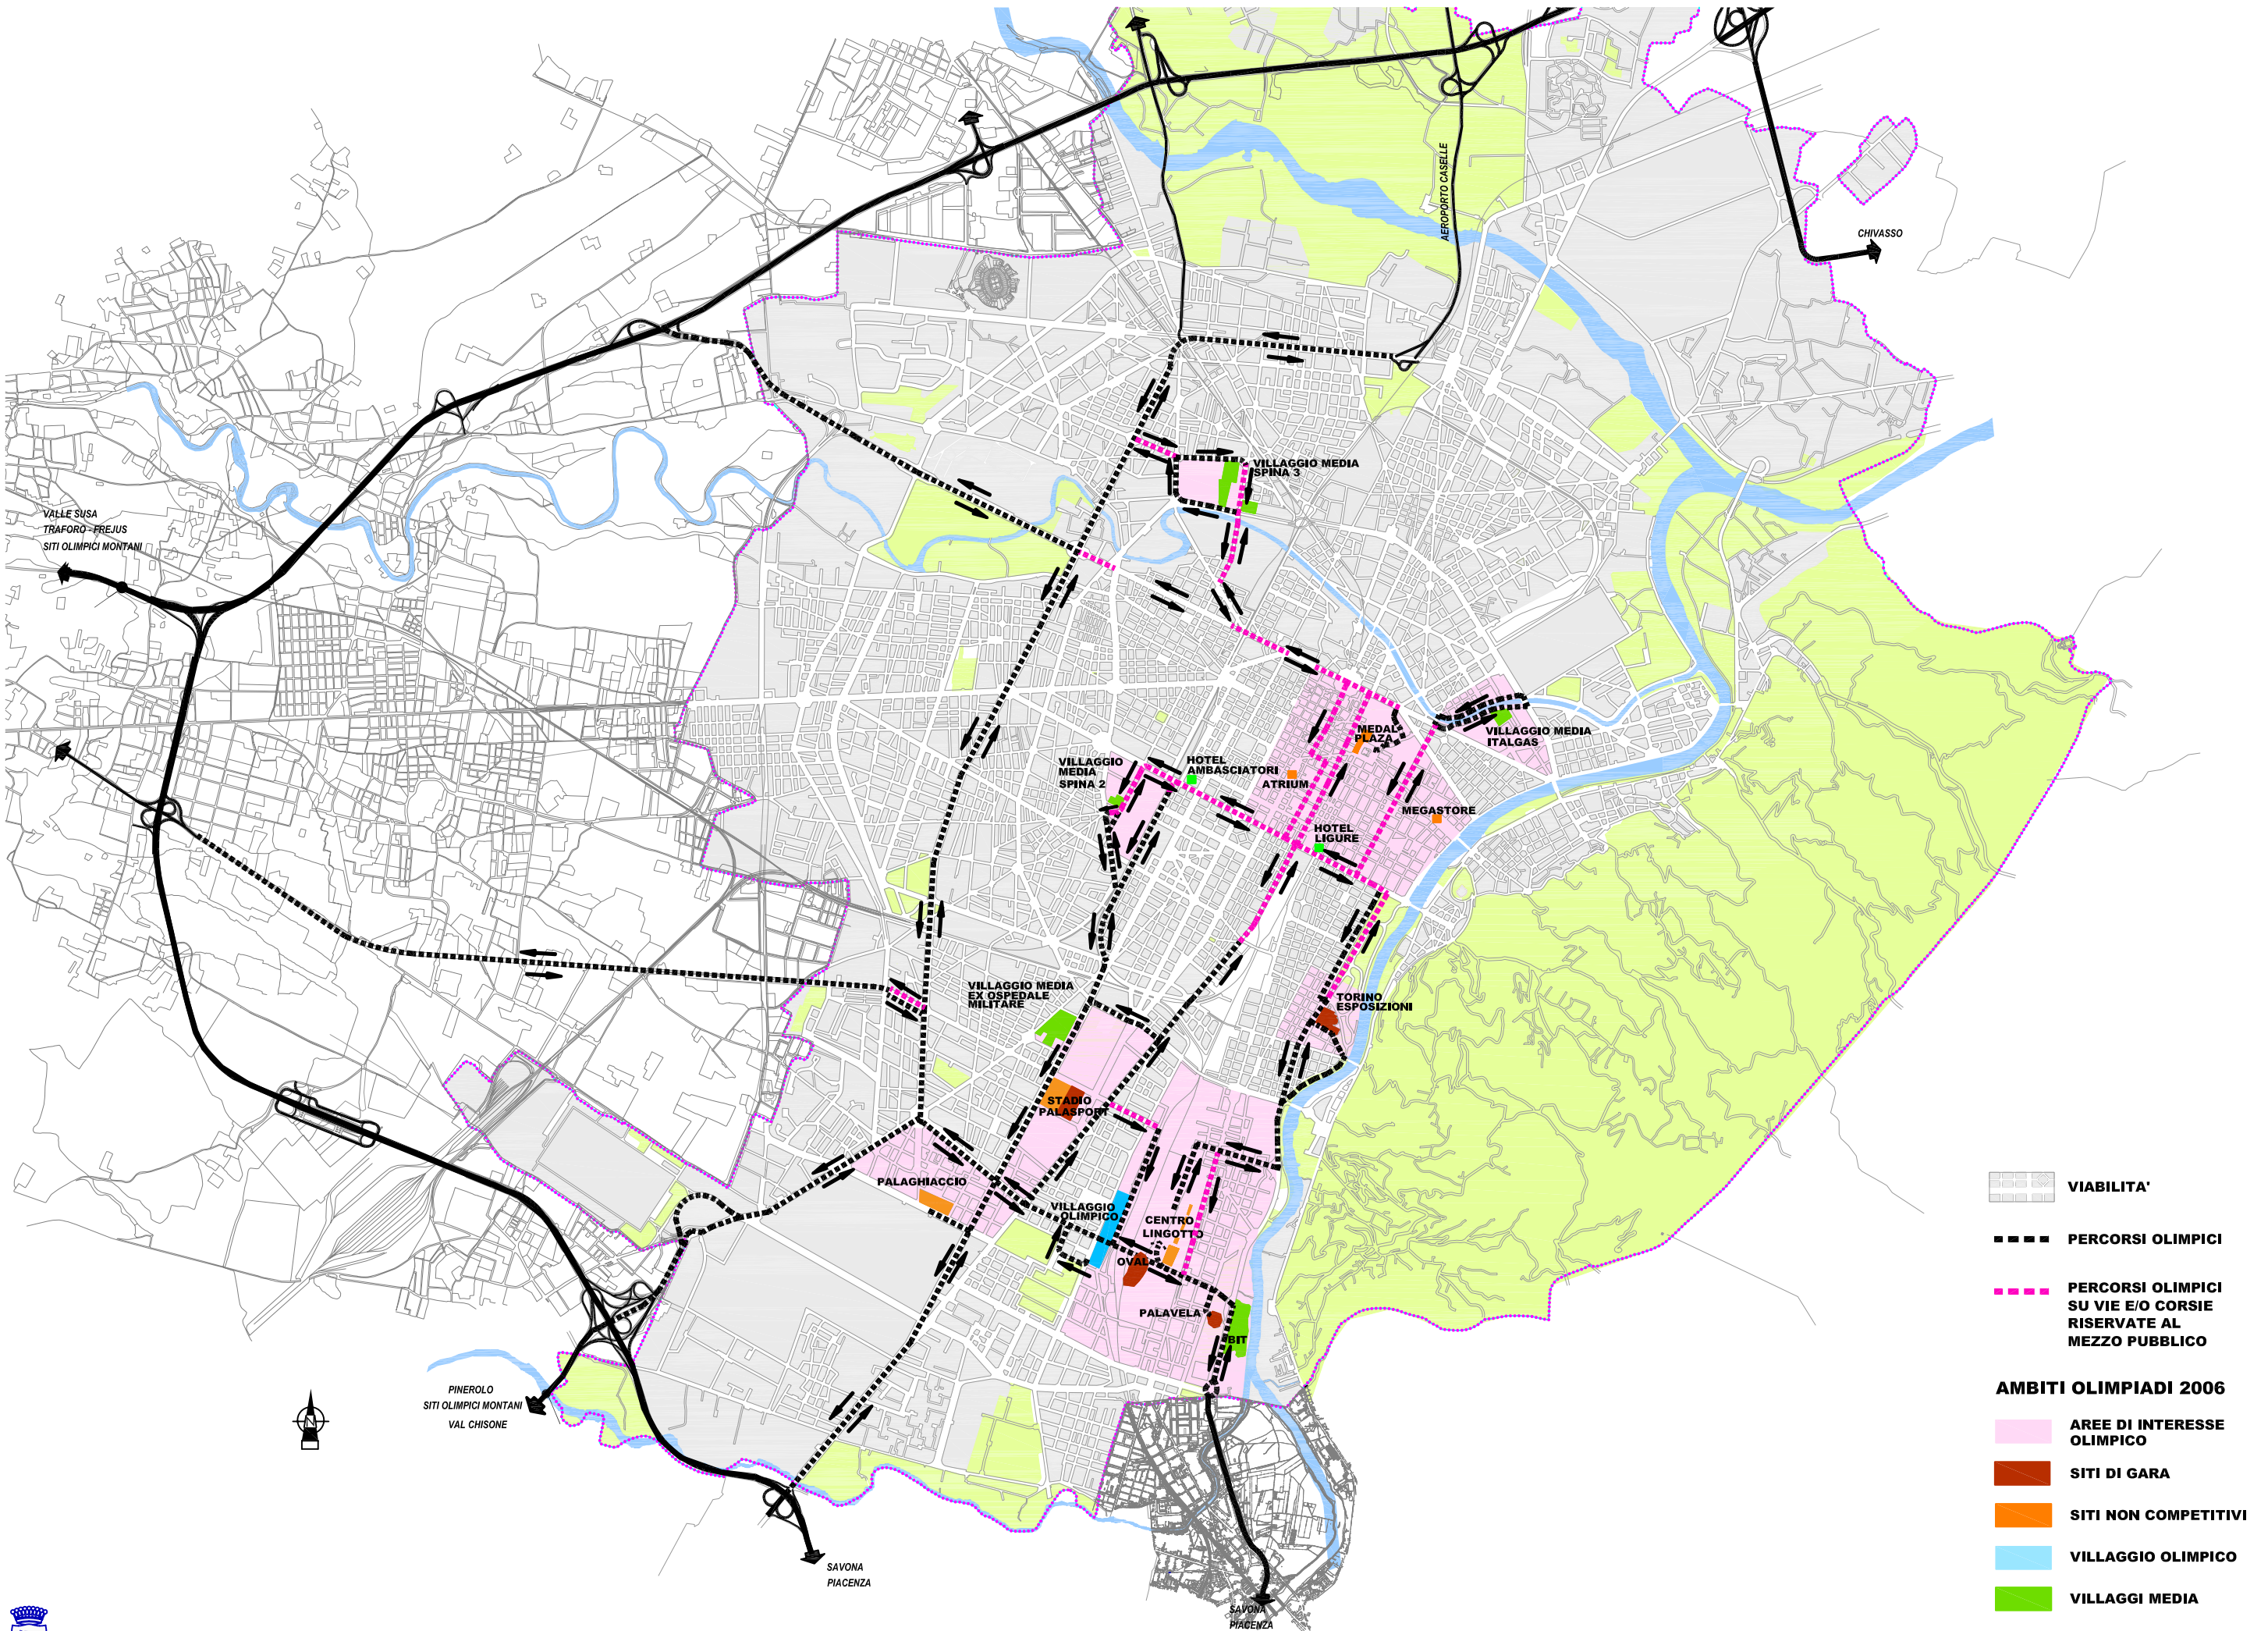 AEROPORTO CASELLE
CHIVASSO
VALLE SUSA
TRAFORO - FREJUS
SITI OLIMPICI MONTANI
VILLAGGIO MEDIA
SPINA 3
MEDAL
PLAZA
VILLAGGIO MEDIA
ITALGAS
VILLAGGIO
MEDIA
SPINA 2
HOTEL
AMBASCIATORI
ATRIUM
MEGASTORE
HOTEL
LIGURE
VILLAGGIO MEDIA
EX OSPEDALE
MILITARE
TORINO
ESPOSIZIONI
STADIO
PALASPORT
PALAGHIACCIO
VILLAGGIO
OLIMPICO
CENTRO
LINGOTTO
OVAL
PALAVELA
BIT
PINEROLO
SITI OLIMPICI MONTANI
VAL CHISONE
N
SAVONA
PIACENZA
SAVONA
PIACENZA
VIABILITA'
PERCORSI OLIMPICI
PERCORSI OLIMPICI
SU VIE E/O CORSIE
RISERVATE AL
MEZZO PUBBLICO
AMBITI OLIMPIADI 2006
AREE DI INTERESSE
OLIMPICO
SITI DI GARA
SITI NON COMPETITIVI
VILLAGGIO OLIMPICO
VILLAGGI MEDIA